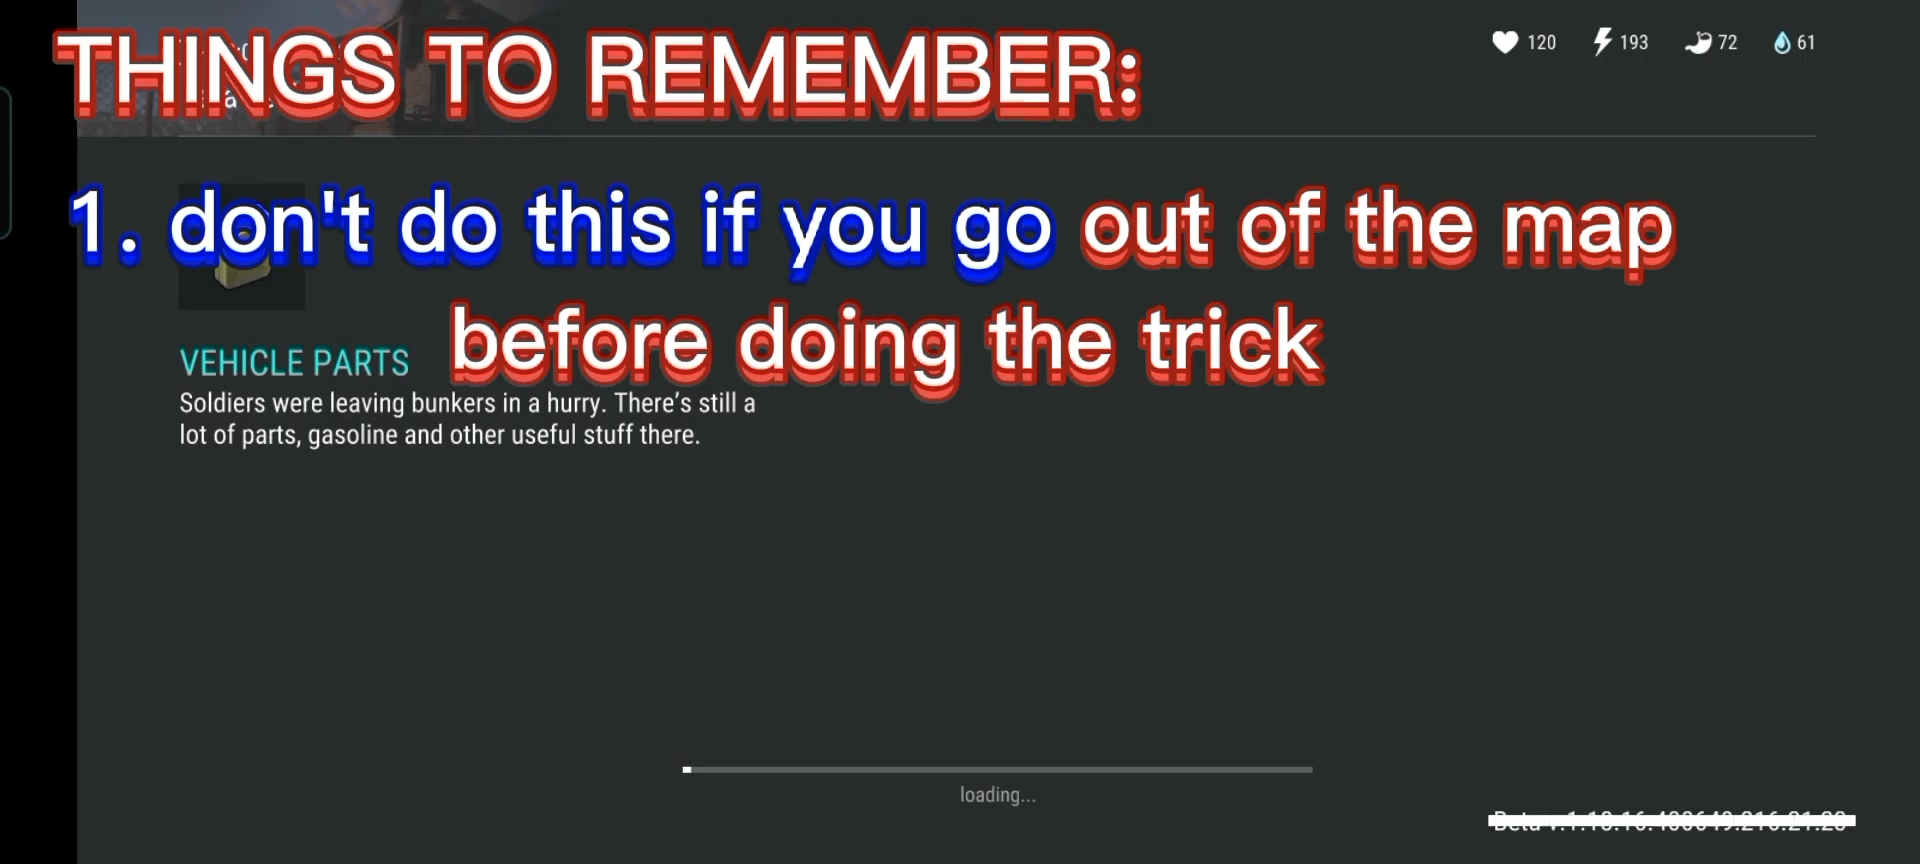 THINGS TO REMEMBER:
120 193 72 61
1. don't do this if you go out of the map
before doing the trick
VEHICLE PARTS
Soldiers were leaving bunkers in a hurry. There's still a
lot of parts, gasoline and other useful stuff there.
loading...